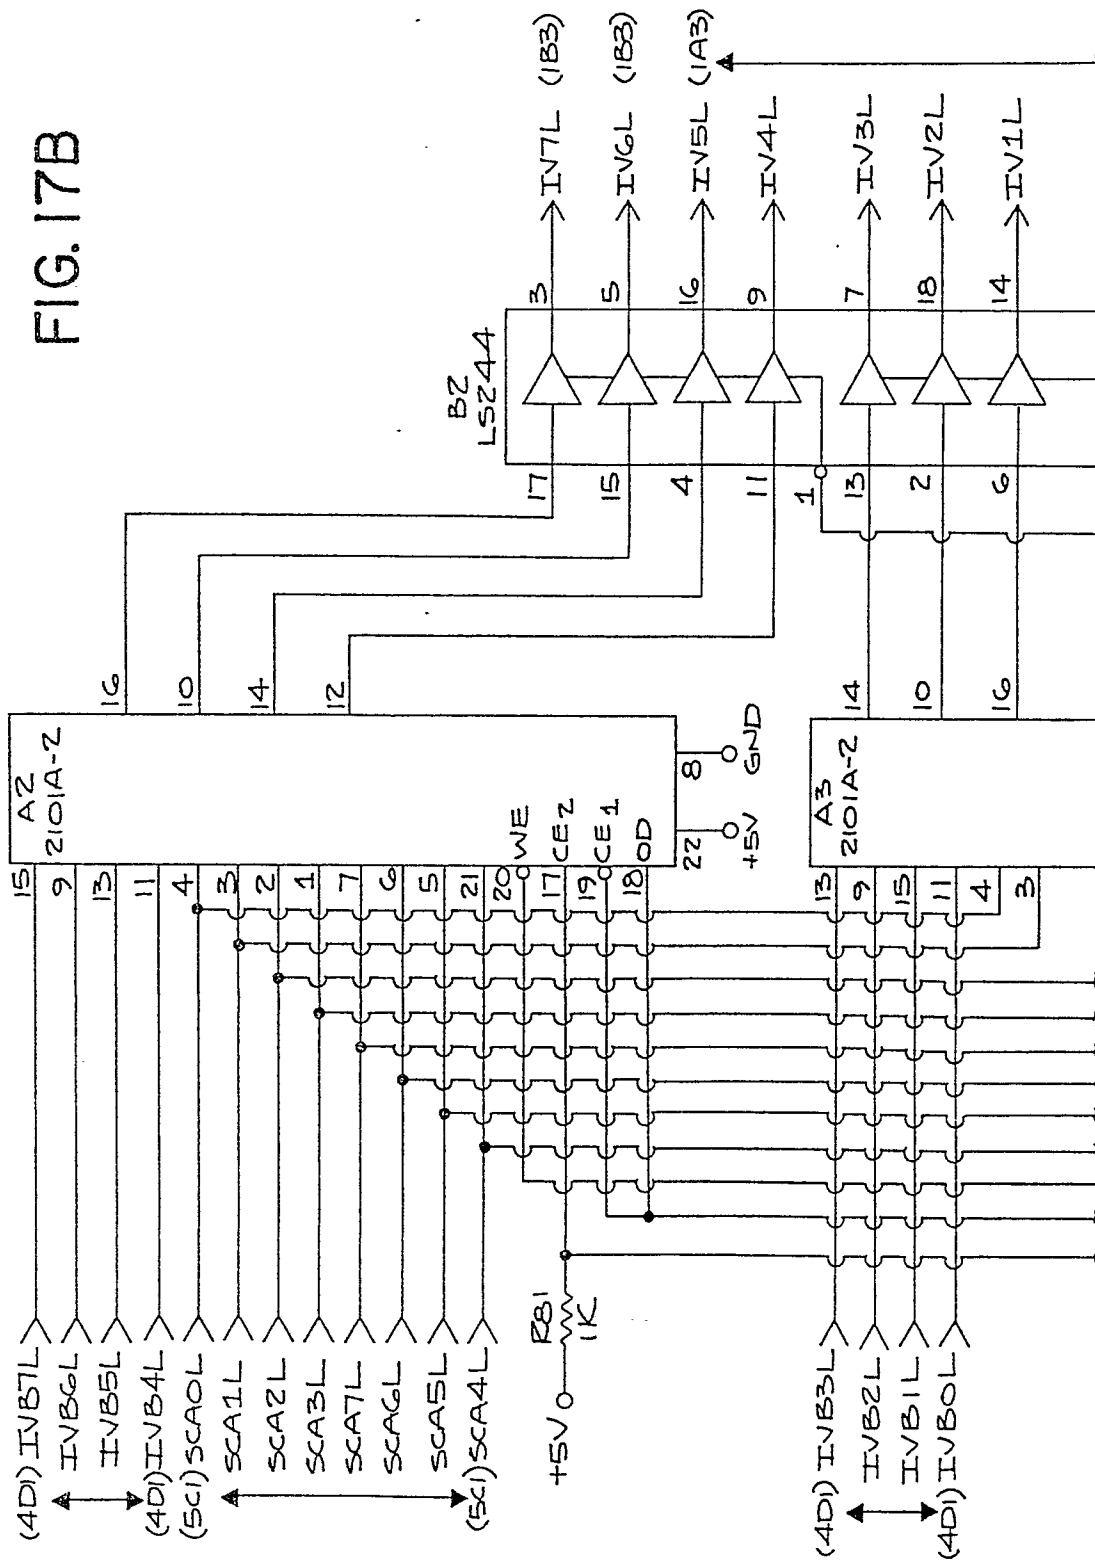 FIG. 17B
(4D1) IVB7L
IVB6L
IVB5L
(4D1) IVB4L
(5C1) SCA0L
SCA1L
SCA2L
SCA3L
SCA7L
SCA6L
SCA5L
(5C1) SCA4L
+5V
R81
1K
15
9
13
11
4
3
2
1
7
6
5
21
20
17
19
18
A2
2101A-2
WE
CE2
CE1
OD
22
+5V
8
GND
16
10
14
12
B2
LS244
17
15
4
11
1
13
2
6
3
5
16
9
7
18
14
IV7L (1B3)
IV6L (1B3)
IV5L (1A3)
IV4L
IV3L
IV2L
IV1L
(4D1) IVB3L
IVB2L
IVB1L
(4D1) IVB0L
13
9
15
11
4
3
A3
2101A-2
14
10
16